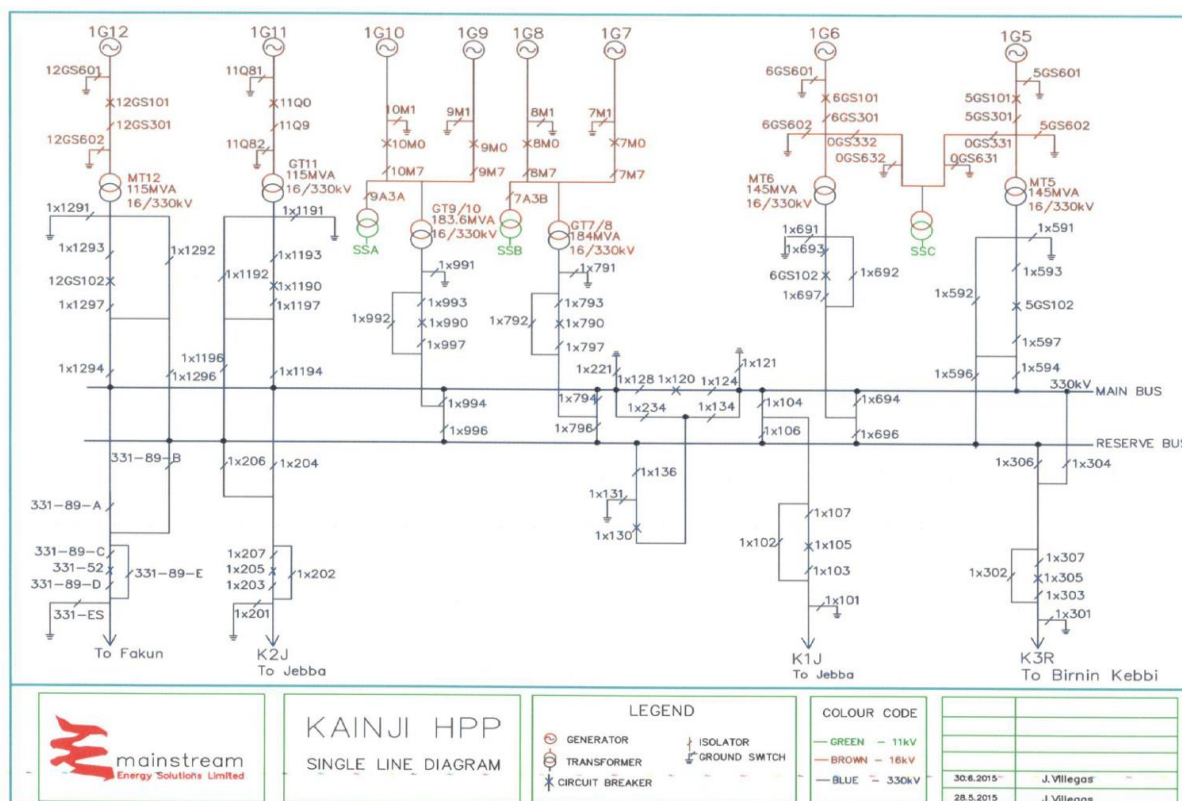 1G12 1G11 1G10 1G9 1G8 1G7 1G6 1G5
12GS601 11Q81 6GS601 5GS601
12GS101 11Q0 10M1 9M1 8M1 7M1 6GS101 5GS101
12GS301 11Q9 6GS301 5GS301
12GS602 11Q82 10M0 9M0 8M0 7M0 6GS602 0GS332 0GS331 5GS602
10M7 9M7 8M7 7M7 0GS632 0GS631
MT12
115MVA
16/330kV
GT11
115MVA
16/330kV
9A3A
SSA
GT9/10
183.6MVA
16/330kV
7A3B
SSB
GT7/8
184MVA
16/330kV
MT6
145MVA
16/330kV
SSC
MT5
145MVA
16/330kV
1x1291 1x1191 1x691 1x591
1x1293 1x1292 1x1193 1x991 1x791 1x693 1x692 1x593
12GS102 1x1192 1x1190 6GS102 1x592 5GS102
1x1297 1x1197 1x993 1x793 1x697
1x992 1x990 1x792 1x790
1x997 1x797 1x597
1x1294 1x1296 1x1196 1x1194 1x221 1x121 1x596 1x594
1x128 1x120 1x124 330kV
MAIN BUS
1x994 1x794 1x234 1x134 1x104 1x694
1x996 1x796 1x106 1x696
RESERVE BUS
331-89-B 1x206 1x204 1x136 1x306 1x304
331-89-A 1x131
1x130 1x107
331-89-C 1x207 1x102 1x105 1x307
331-52 331-89-E 1x205 1x202 1x103 1x302 1x305
331-89-D 1x203 1x303
331-ES 1x201 1x101 1x301
To Fakun
K2J
To Jebba
K1J
To Jebba
K3R
To Birnin Kebbi
mainstream
Energy Solutions Limited
KAINJI HPP
SINGLE LINE DIAGRAM
LEGEND
GENERATOR
TRANSFORMER
CIRCUIT BREAKER
ISOLATOR
GROUND SWITCH
COLOUR CODE
GREEN - 11kV
BROWN - 16kV
BLUE - 330kV
30.6.2015 J.Villegas
28.5.2015 J.Villegas